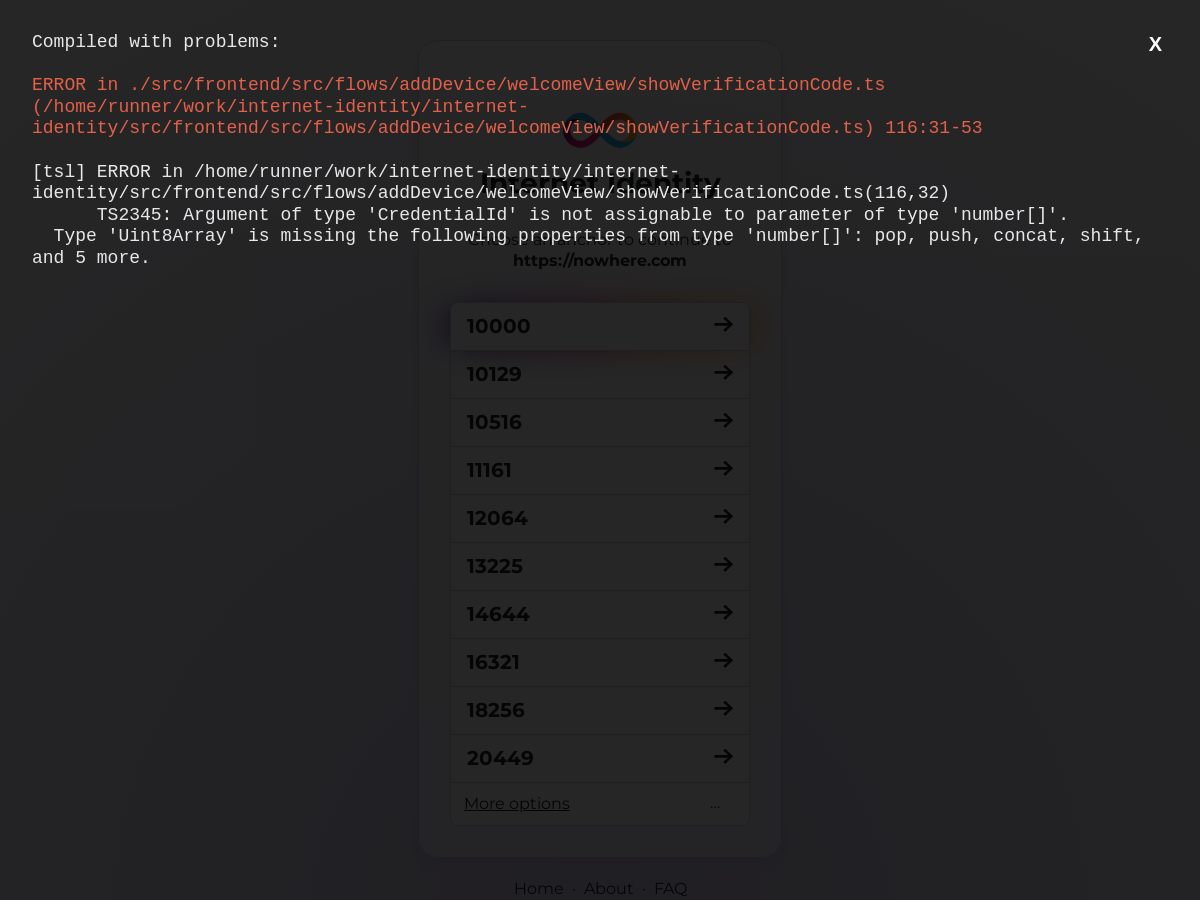 Compiled with problems:
X
ERROR in ./src/frontend/src/flows/addDevice/welcomeView/showVerificationCode.ts
(/home/runner/work/internet-identity/internet-
identity/src/frontend/src/flows/addDevice/welcomeView/showVerificationCode.ts) 116:31-53
[tsl] ERROR in /home/runner/work/internet-identity/internet-
identity/src/frontend/src/flows/addDevice/welcomeView/showVerificationCode.ts(116,32)
TS2345: Argument of type 'CredentialId' is not assignable to parameter of type 'number[]'.
Type 'Uint8Array' is missing the following properties from type 'number[]': pop, push, concat, shift,
and 5 more.
Internet Identity
https://nowhere.com
10000
10129
10516
11161
12064
13225
14644
16321
18256
20449
More options ...
Home · About · FAQ